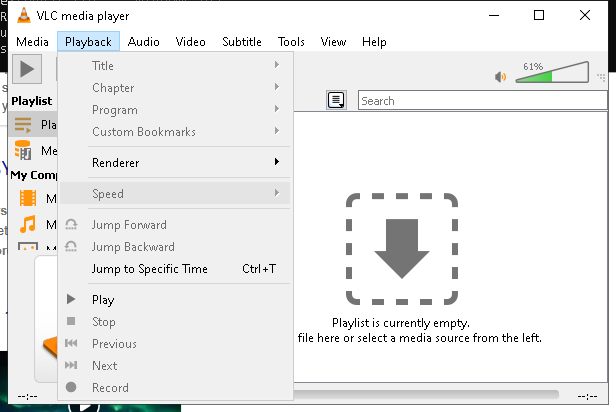 VLC media player
Media Playback Audio Video Subtitle Tools View Help
61%
Playlist
Search
Title
Chapter
Program
Custom Bookmarks
Renderer
My Comp
Speed
Jump Forward
Jump Backward
Jump to Specific Time Ctrl+T
Play
Stop
Previous
Next
Record
Playlist is currently empty.
file here or select a media source from the left.
--:-- --:--